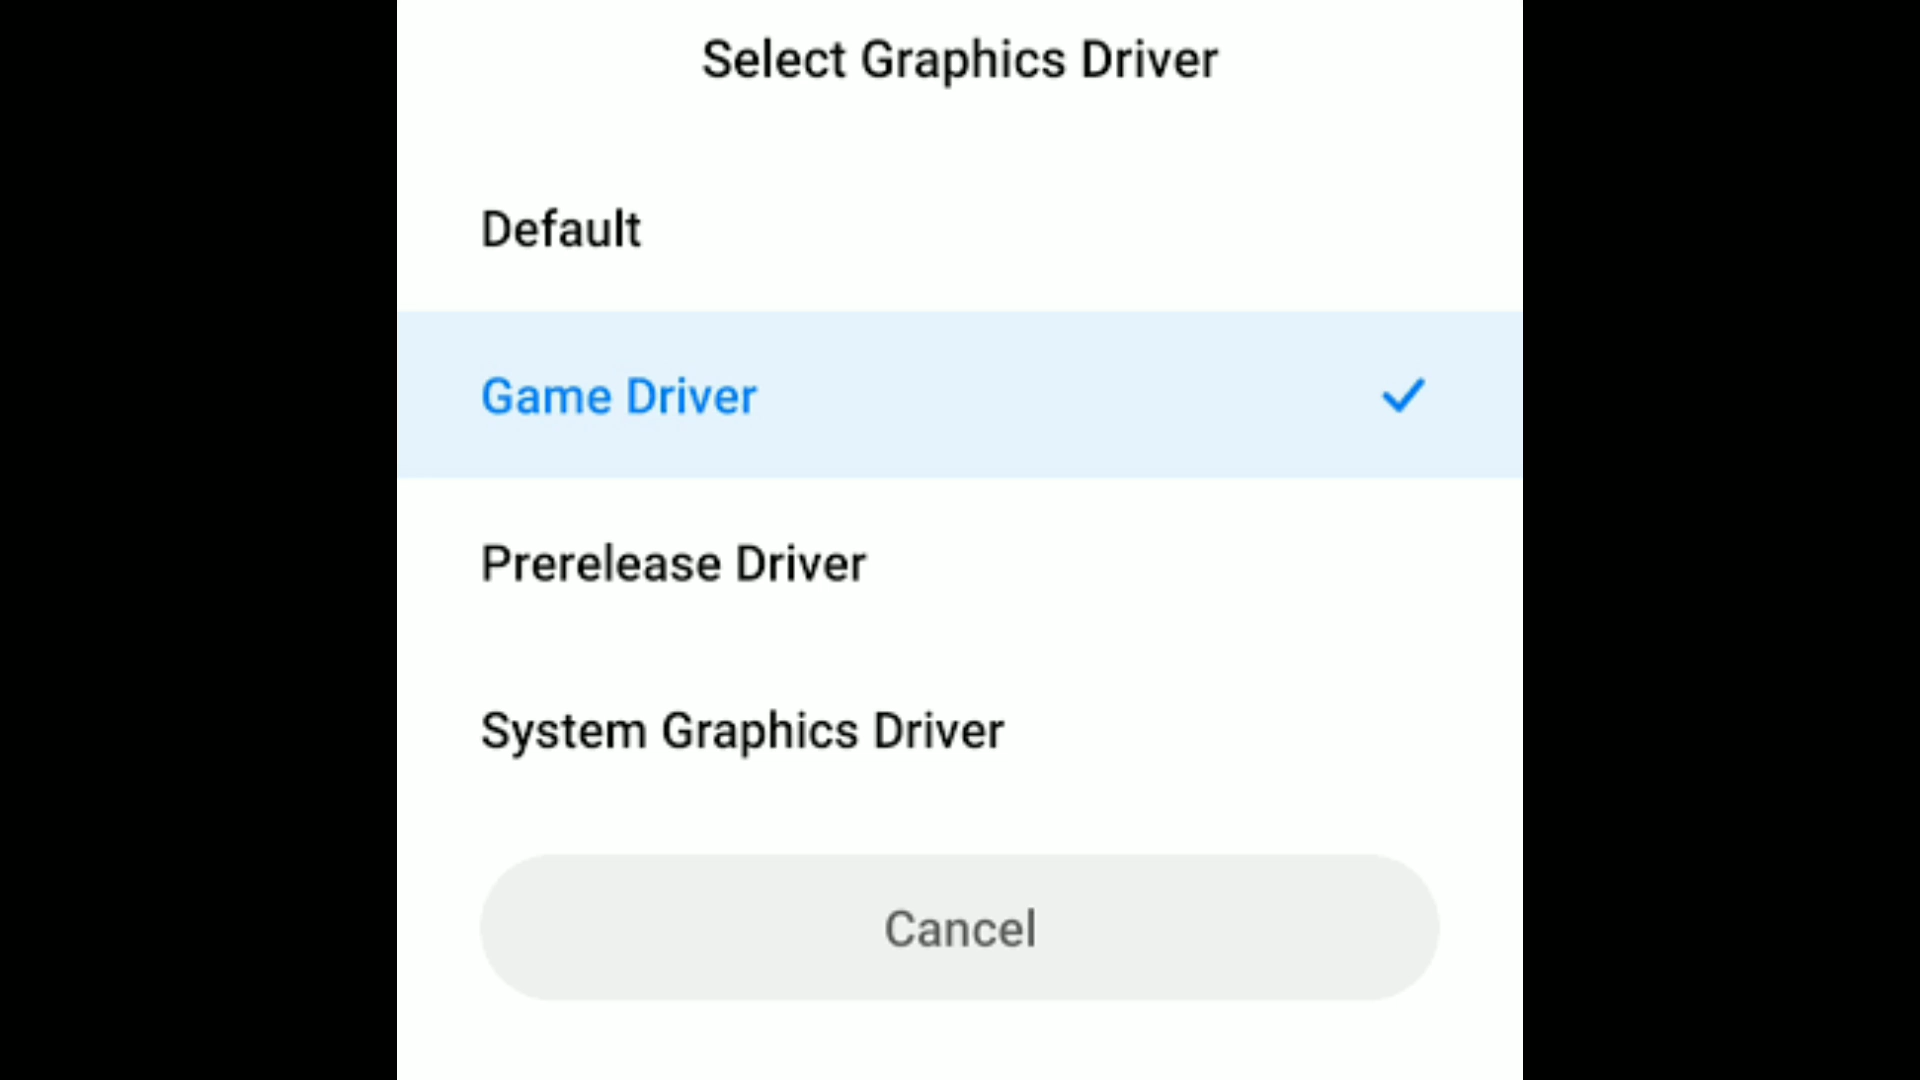 Select Graphics Driver
Default
Game Driver
Prerelease Driver
System Graphics Driver
Cancel